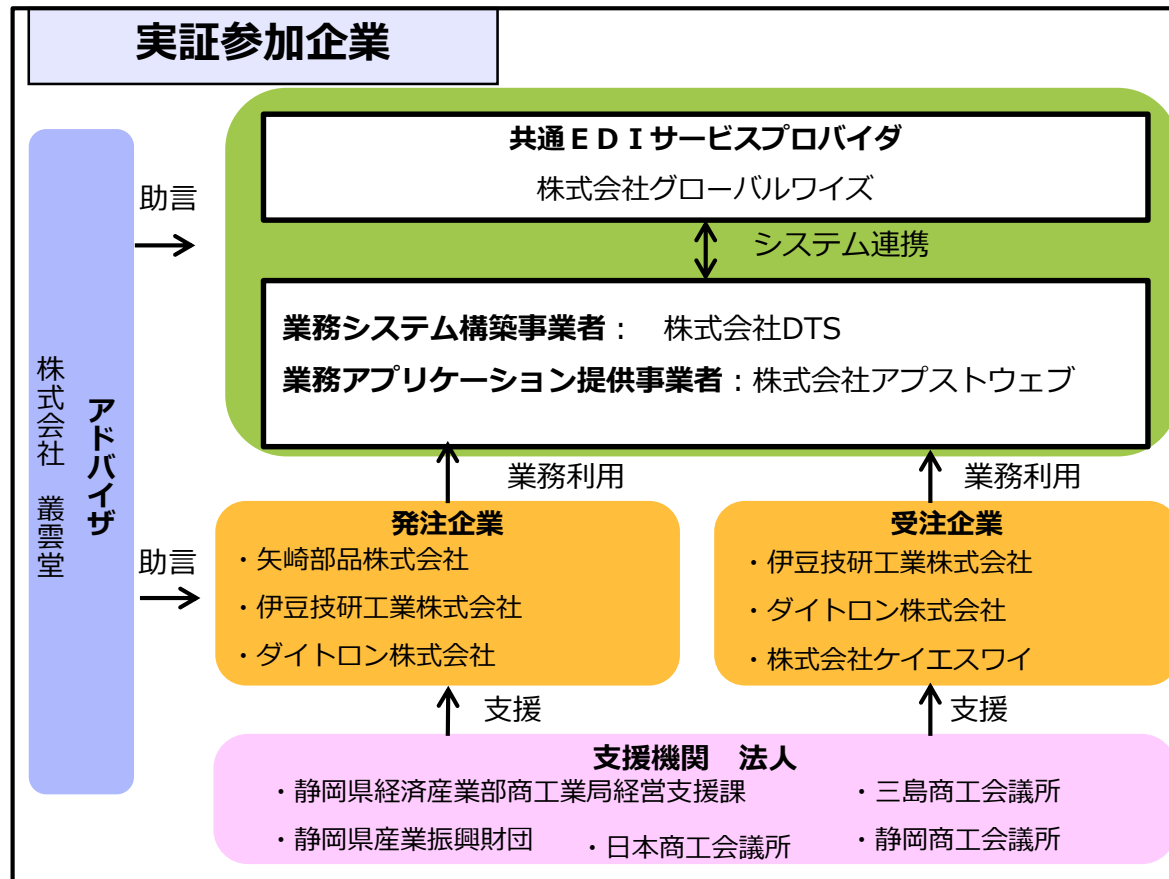 実証参加企業
共通ＥＤＩサービスプロバイダ
株式会社グローバルワイズ
システム連携
業務システム構築事業者：　株式会社DTS
業務アプリケーション提供事業者：株式会社アプストウェブ
助言
助言
アドバイザ
株式会社　叢雲堂
業務利用
業務利用
発注企業
・矢崎部品株式会社
・伊豆技研工業株式会社
・ダイトロン株式会社
受注企業
・伊豆技研工業株式会社
・ダイトロン株式会社
・株式会社ケイエスワイ
支援
支援
支援機関　法人
・静岡県経済産業部商工業局経営支援課
・三島商工会議所
・静岡県産業振興財団
・日本商工会議所
・静岡商工会議所